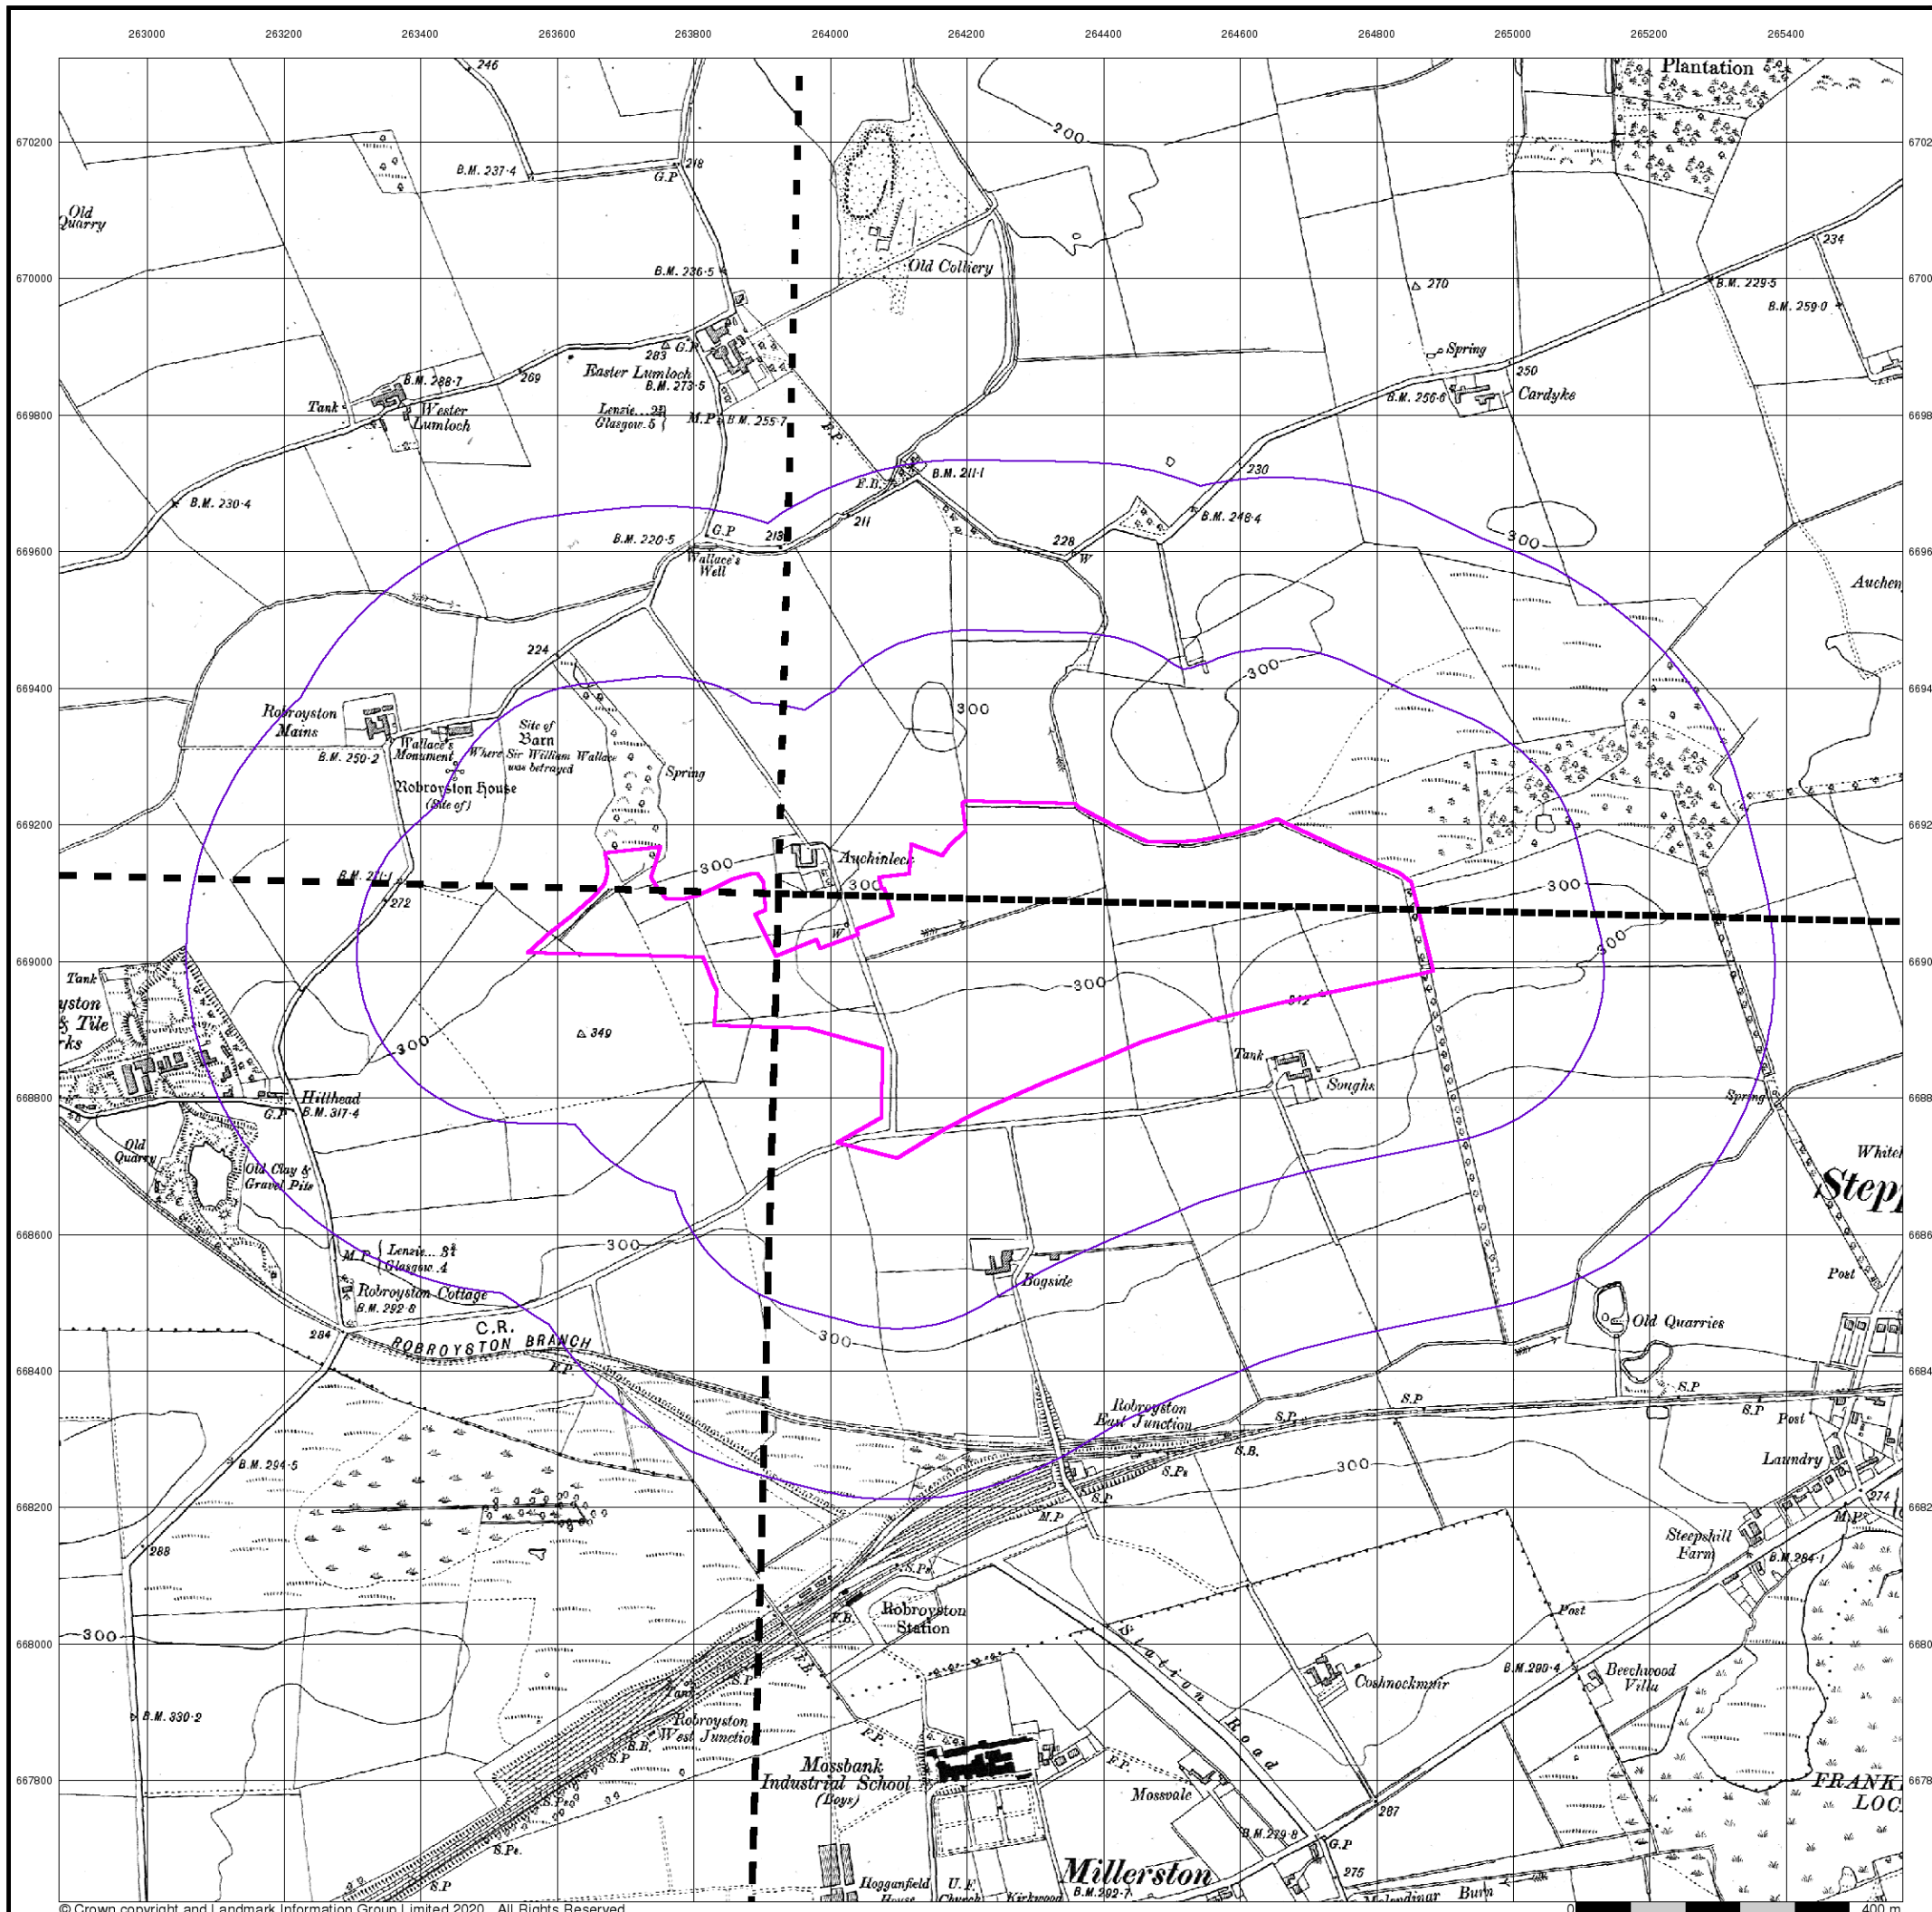 263000 263200 263400 263600 263800 264000 264200 264400 264600 264800 265000 265200 265400
246
Plantation
200
670200
B.M. 237·4
218
G.P
Old
Quarry
234
B.M. 236·5
Old Colliery
670000
270
B.M. 229·5
B.M. 259·0
283
G.P
Spring
269
Easter Lumloch
B.M. 273·5
250
B.M. 288·7
Cardyke
B.M. 256·6
Tank
Wester
Lumloch
Lenzie
Glasgow 5
M.P
B.M. 255·7
669800
F.P.
230
B.M. 211·1
F.B.
B.M. 230·4
211
B.M. 248·4
G.P
213
B.M. 220·5
228
W
300
669600
Wallace's
Well
224
300
669400
Robroyston
Mains
300
Site of
Barn
Where Sir William Wallace
was betrayed
Wallace's
Monument
B.M. 250·2
Spring
Robroyston House
(Site of)
669200
Auchinleck
300
300
300
272
W
300
669000
Tank
300
349
300
Tank
Soughs
Hillhead
668800
G.P
B.M. 317·4
Spring
Old
Quarry
Old Clay &
Gravel Pits
668600
300
M.P
Lenzie
Glasgow 4
Bogside
Post
Robroyston Cottage
B.M. 292·8
C.R.
ROBROYSTON BRANCH
284
300
Old Quarries
668400
F.P.
S.P
Robroyston
East Junction
S.P.
S.P
Post
S.B.
B.M. 294·5
S.Ps
300
Laundry
S.P
274
668200
M.P
M.P
Steepshill
Farm
288
B.M. 284·1
S.Ps
Robroyston
Station
F.B.
Post
300
668000
Station Road
F.B.
S.P
Coshnockmuir
B.M. 290·4
Beechwood
Villa
Tank
B.M. 330·2
Robroyston
West Junction
S.B.
S.P
F.P.
Mossbank
Industrial School
(Boys)
F.P.
667800
Mossvale
287
S.Ps
B.M. 279·8
G.P
S.Ps.
275
Millerston
S.P
Hogganfield
House
U.F.
Church
Kirkwood
B.M. 292·7
Molendinar Burn
© Crown copyright and Landmark Information Group Limited 2020. All Rights Reserved.
0 400 m